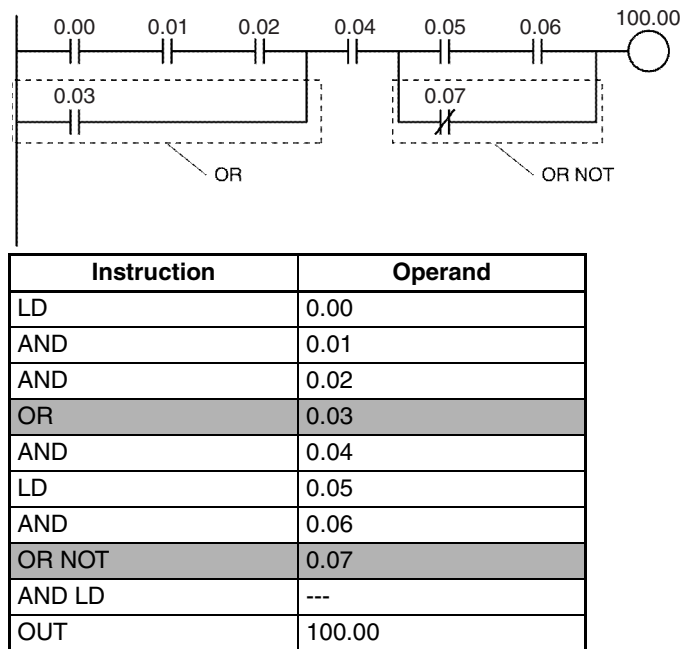 0.00 0.01 0.02 0.04 0.05 0.06 100.00
0.03 0.07
OR OR NOT
Instruction Operand
LD 0.00
AND 0.01
AND 0.02
OR 0.03
AND 0.04
LD 0.05
AND 0.06
OR NOT 0.07
AND LD ---
OUT 100.00